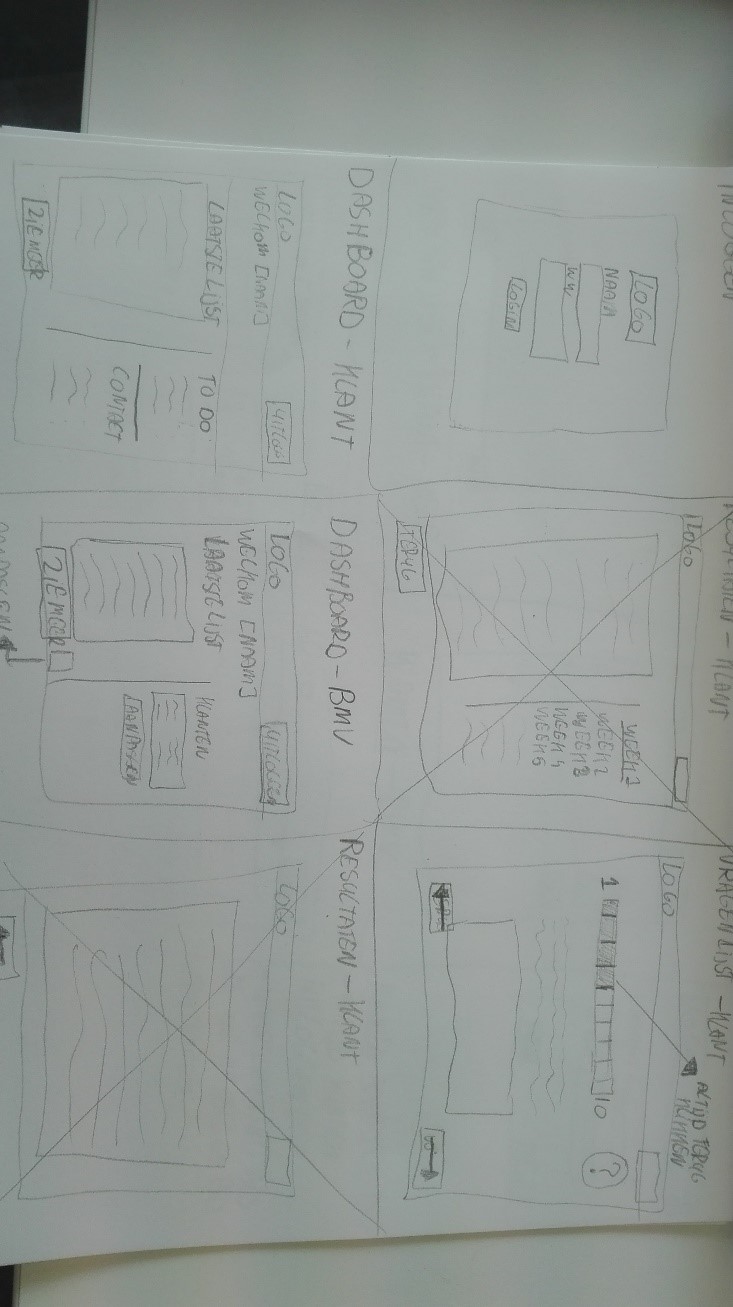 INLOGGEN
LOGO
NAAM
WW
LOGIN
RESULTATEN - KLANT
LOGO
WEEK 1
WEEK 2
WEEK 3
WEEK 4
WEEK 5
TERUG
VRAGENLIJST - KLANT
ALTIJD TERUG
KUNNEN
LOGO
1
10
?
DASHBOARD - KLANT
LOGO
UITLOGG
WELKOM [NAAM]
LAATSTE LIJST
TO DO
CONTACT
ZIE MEER
DASHBOARD - BMV
LOGO
UITLOGGEN
WELKOM [NAAM]
LAATSTE LIJST
KLANTEN
AANPASSEN
ZIE MEER
AANPASSEN
RESULTATEN - KLANT
LOGO